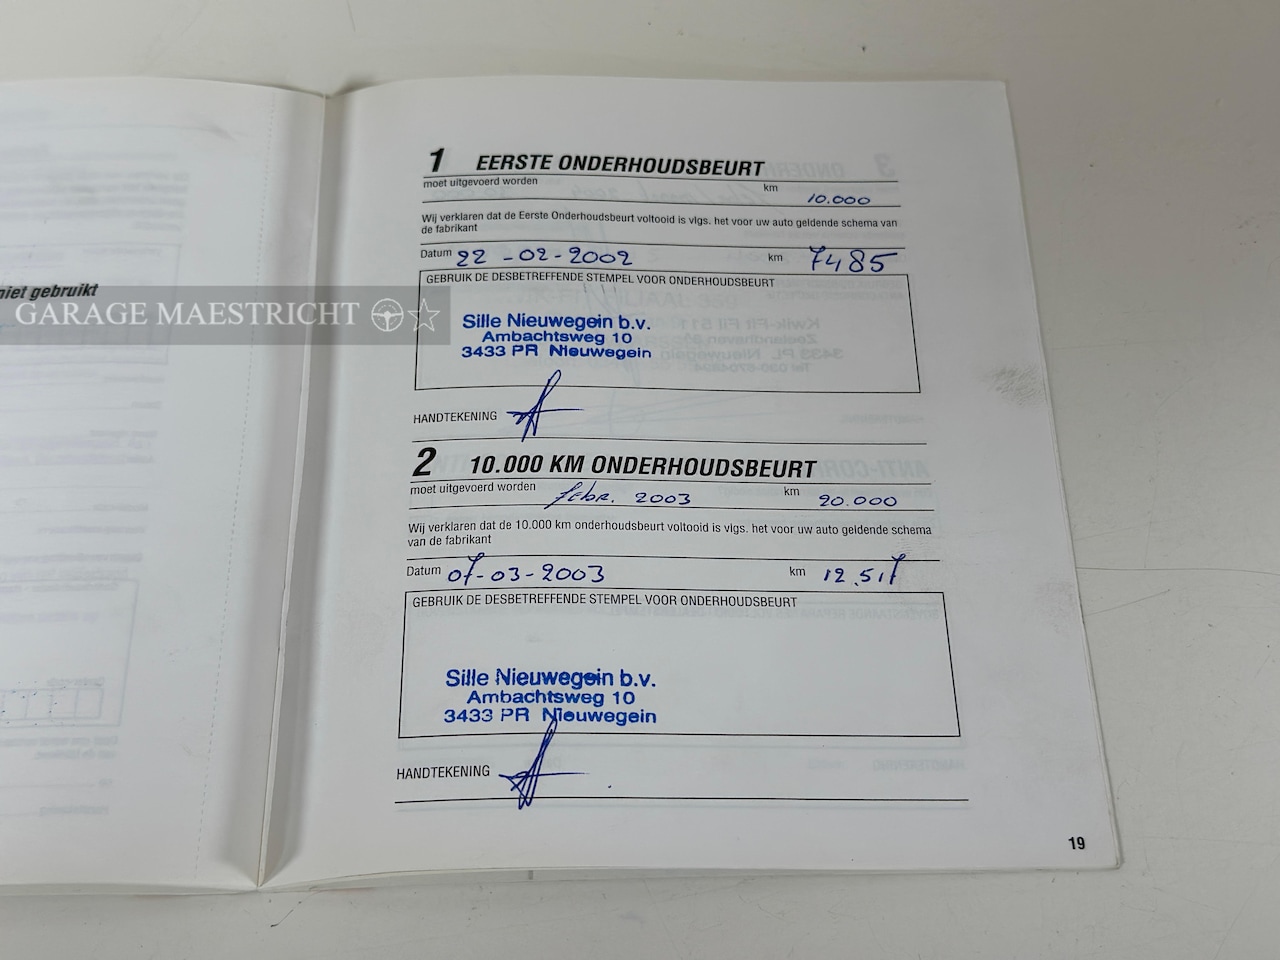 niet gebruikt
GARAGE MAESTRICHT
1 EERSTE ONDERHOUDSBEURT
moet uitgevoerd worden km 10.000
Wij verklaren dat de Eerste Onderhoudsbeurt voltooid is vlgs. het voor uw auto geldende schema van
de fabrikant
Datum 22-02-2002 km 7485
GEBRUIK DE DESBETREFFENDE STEMPEL VOOR ONDERHOUDSBEURT
Sille Nieuwegein b.v.
Ambachtsweg 10
3433 PR Nieuwegein
HANDTEKENING
2 10.000 KM ONDERHOUDSBEURT
moet uitgevoerd worden febr. 2003 km 20.000
Wij verklaren dat de 10.000 km onderhoudsbeurt voltooid is vlgs. het voor uw auto geldende schema
van de fabrikant
Datum 07-03-2003 km 12.517
GEBRUIK DE DESBETREFFENDE STEMPEL VOOR ONDERHOUDSBEURT
Sille Nieuwegein b.v.
Ambachtsweg 10
3433 PR Nieuwegein
HANDTEKENING
19